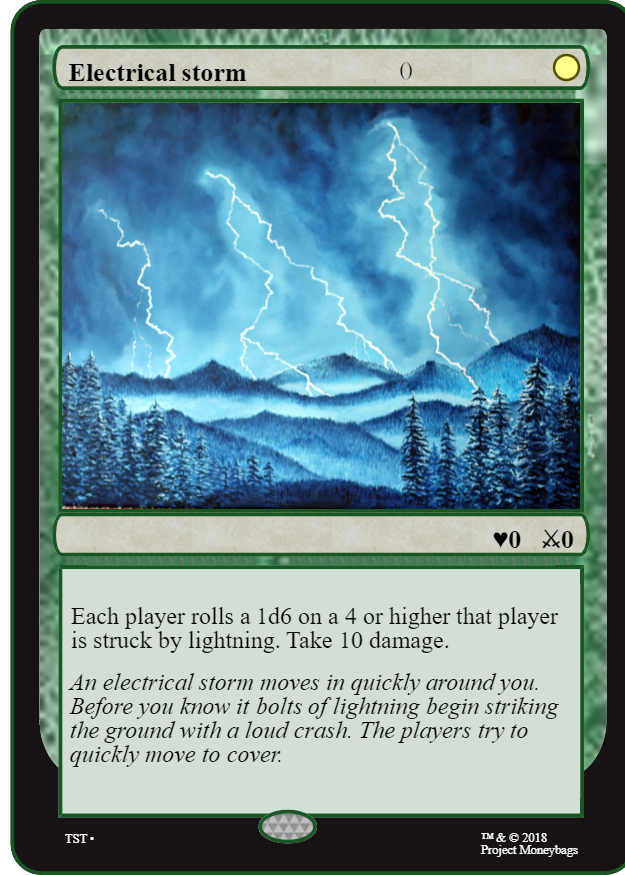 Electrical storm 0
♥0 ⚔0
Each player rolls a 1d6 on a 4 or higher that player
is struck by lightning. Take 10 damage.
An electrical storm moves in quickly around you.
Before you know it bolts of lightning begin striking
the ground with a loud crash. The players try to
quickly move to cover.
TST •
™ & © 2018
Project Moneybags